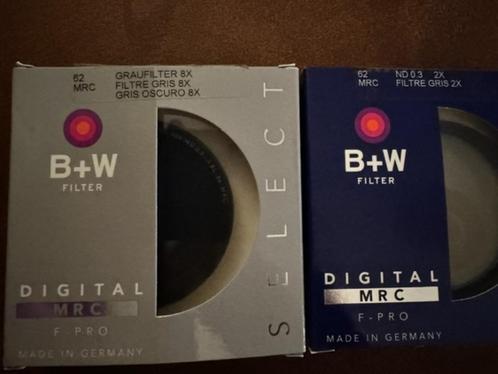 62 GRAUFILTER 8X
MRC FILTRE GRIS 8X
GRIS OSCURO 8X
B+W
FILTER
DIGITAL
MRC
F-PRO
MADE IN GERMANY
SELECT
62 ND 0.3 2X
MRC FILTRE GRIS 2X
B+W
FILTER
DIGITAL
MRC
F-PRO
MADE IN GERMANY